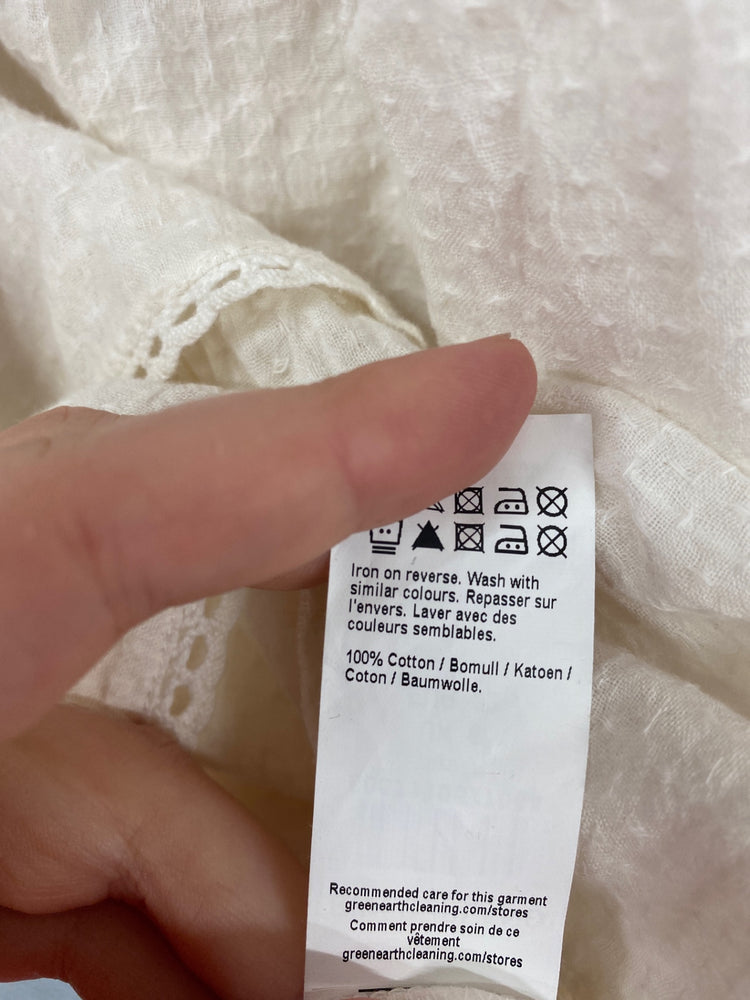 Iron on reverse. Wash with
similar colours. Repasser sur
l'envers. Laver avec des
couleurs semblables.
100% Cotton / Bomull / Katoen /
Coton / Baumwolle.
Recommended care for this garment
greenearthcleaning.com/stores
Comment prendre soin de ce
vêtement
greenearthcleaning.com/stores